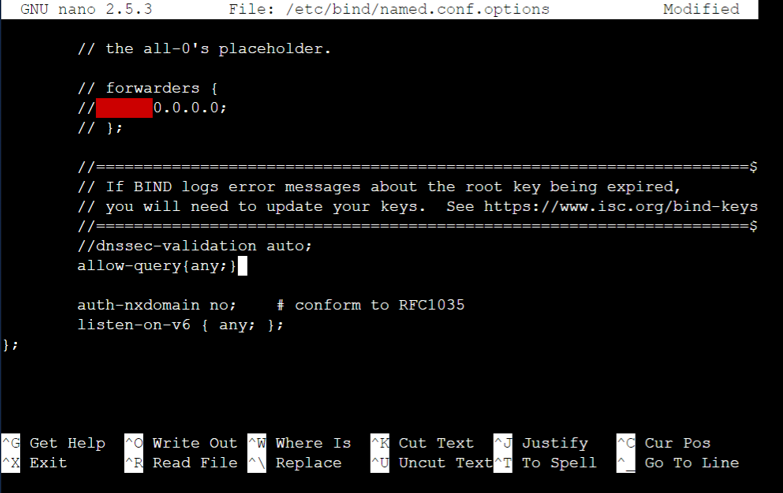 GNU nano 2.5.3 File: /etc/bind/named.conf.options Modified
// the all-0's placeholder.
// forwarders {
// 0.0.0.0;
// };
//=====================================================================$
// If BIND logs error messages about the root key being expired,
// you will need to update your keys. See https://www.isc.org/bind-keys
//=====================================================================$
//dnssec-validation auto;
allow-query{any;}
auth-nxdomain no; # conform to RFC1035
listen-on-v6 { any; };
};
^G Get Help ^O Write Out ^W Where Is ^K Cut Text ^J Justify ^C Cur Pos
^X Exit ^R Read File ^\ Replace ^U Uncut Text ^T To Spell ^_ Go To Line